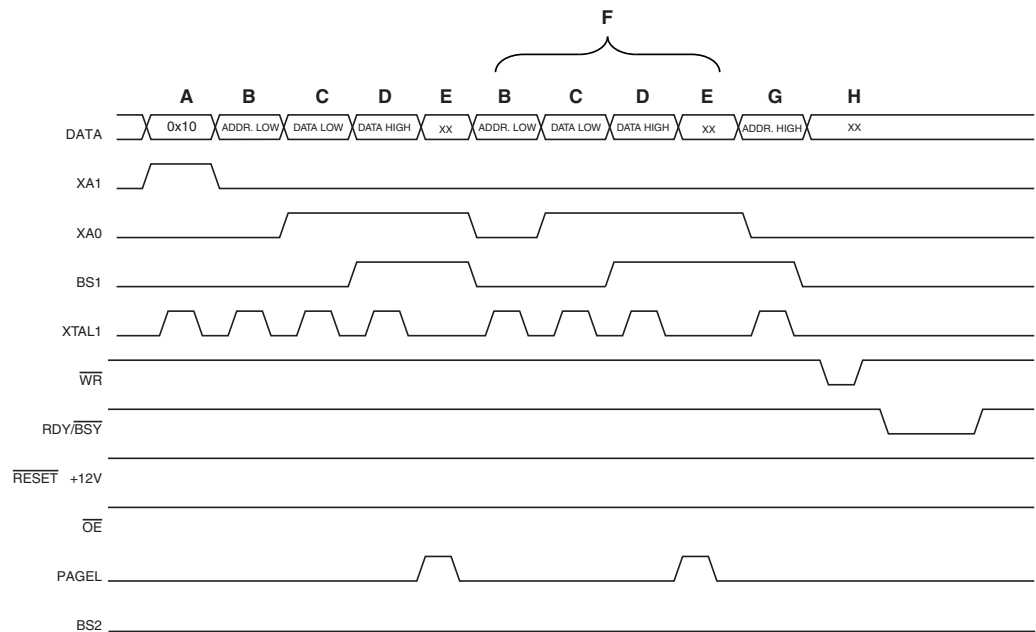 F
A B C D E B C D E G H
DATA 0x10 ADDR. LOW DATA LOW DATA HIGH XX ADDR. LOW DATA LOW DATA HIGH XX ADDR. HIGH XX
XA1
XA0
BS1
XTAL1
WR
RDY/BSY
RESET +12V
OE
PAGEL
BS2